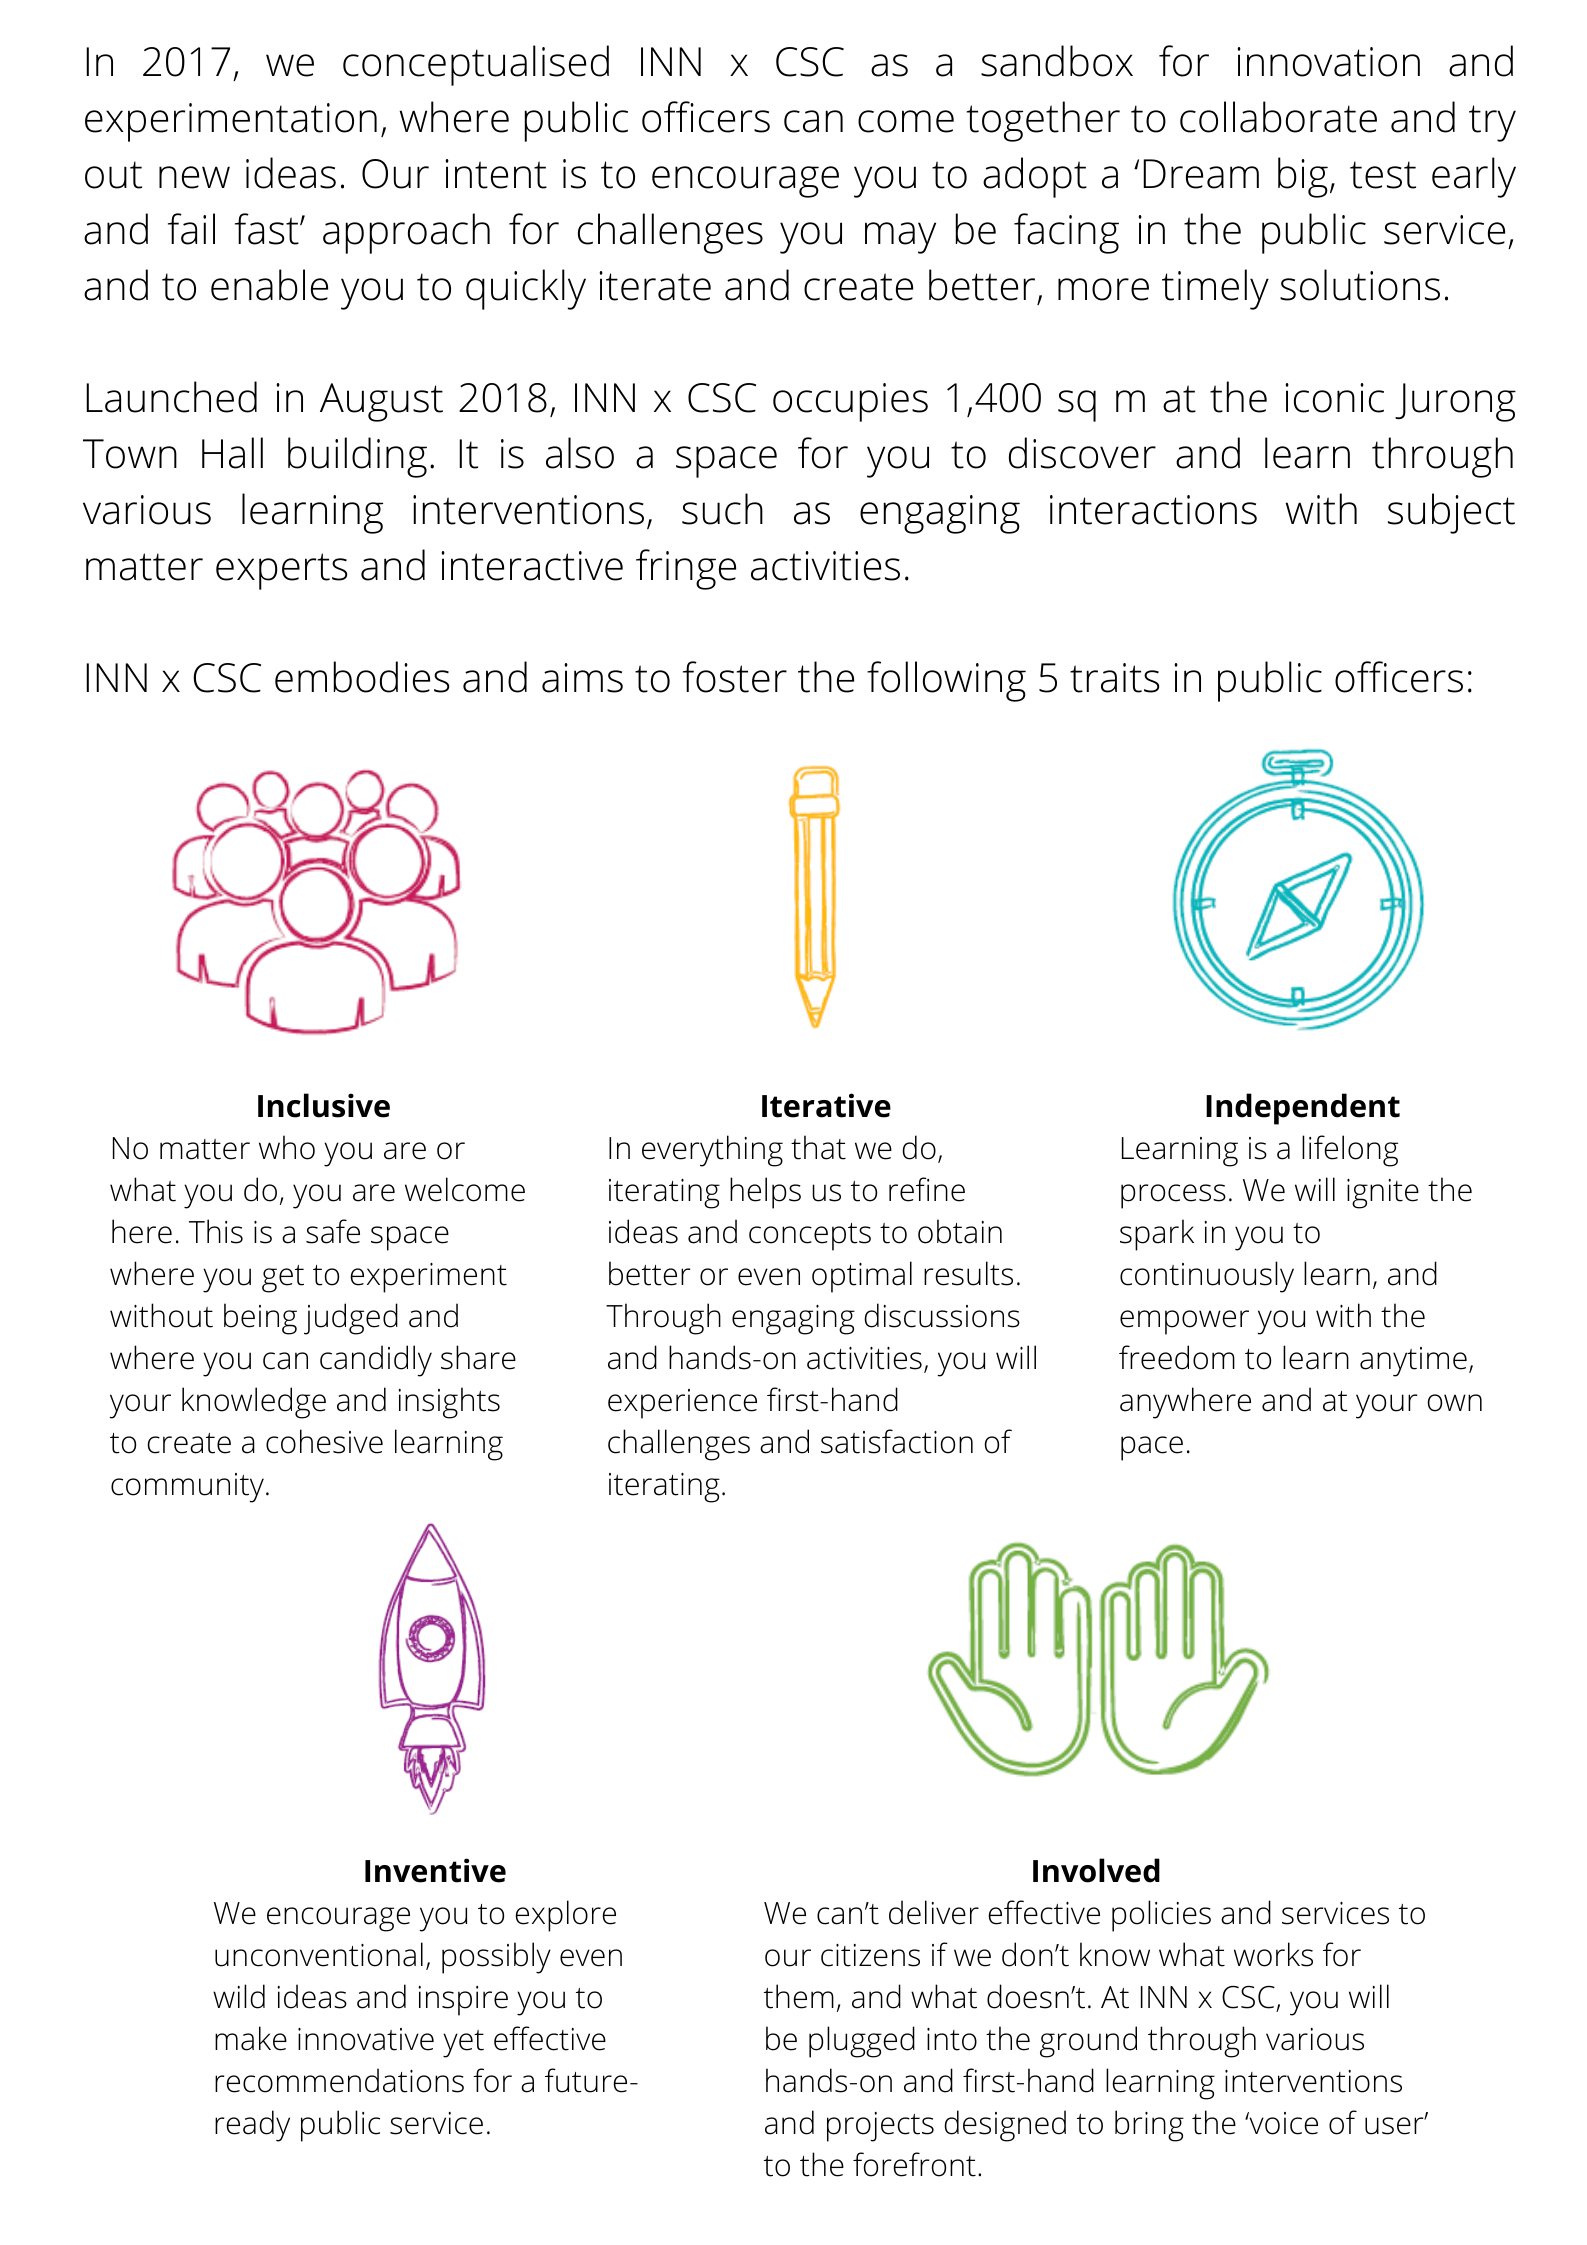 In 2017, we conceptualised INN x CSC as a sandbox for innovation and
experimentation, where public officers can come together to collaborate and try
out new ideas. Our intent is to encourage you to adopt a ‘Dream big, test early
and fail fast’ approach for challenges you may be facing in the public service,
and to enable you to quickly iterate and create better, more timely solutions.
Launched in August 2018, INN x CSC occupies 1,400 sq m at the iconic Jurong
Town Hall building. It is also a space for you to discover and learn through
various learning interventions, such as engaging interactions with subject
matter experts and interactive fringe activities.
INN x CSC embodies and aims to foster the following 5 traits in public officers:
Inclusive
No matter who you are or
what you do, you are welcome
here. This is a safe space
where you get to experiment
without being judged and
where you can candidly share
your knowledge and insights
to create a cohesive learning
community.
Iterative
In everything that we do,
iterating helps us to refine
ideas and concepts to obtain
better or even optimal results.
Through engaging discussions
and hands-on activities, you will
experience first-hand
challenges and satisfaction of
iterating.
Independent
Learning is a lifelong
process. We will ignite the
spark in you to
continuously learn, and
empower you with the
freedom to learn anytime,
anywhere and at your own
pace.
Inventive
We encourage you to explore
unconventional, possibly even
wild ideas and inspire you to
make innovative yet effective
recommendations for a future-
ready public service.
Involved
We can’t deliver effective policies and services to
our citizens if we don’t know what works for
them, and what doesn’t. At INN x CSC, you will
be plugged into the ground through various
hands-on and first-hand learning interventions
and projects designed to bring the ‘voice of user’
to the forefront.